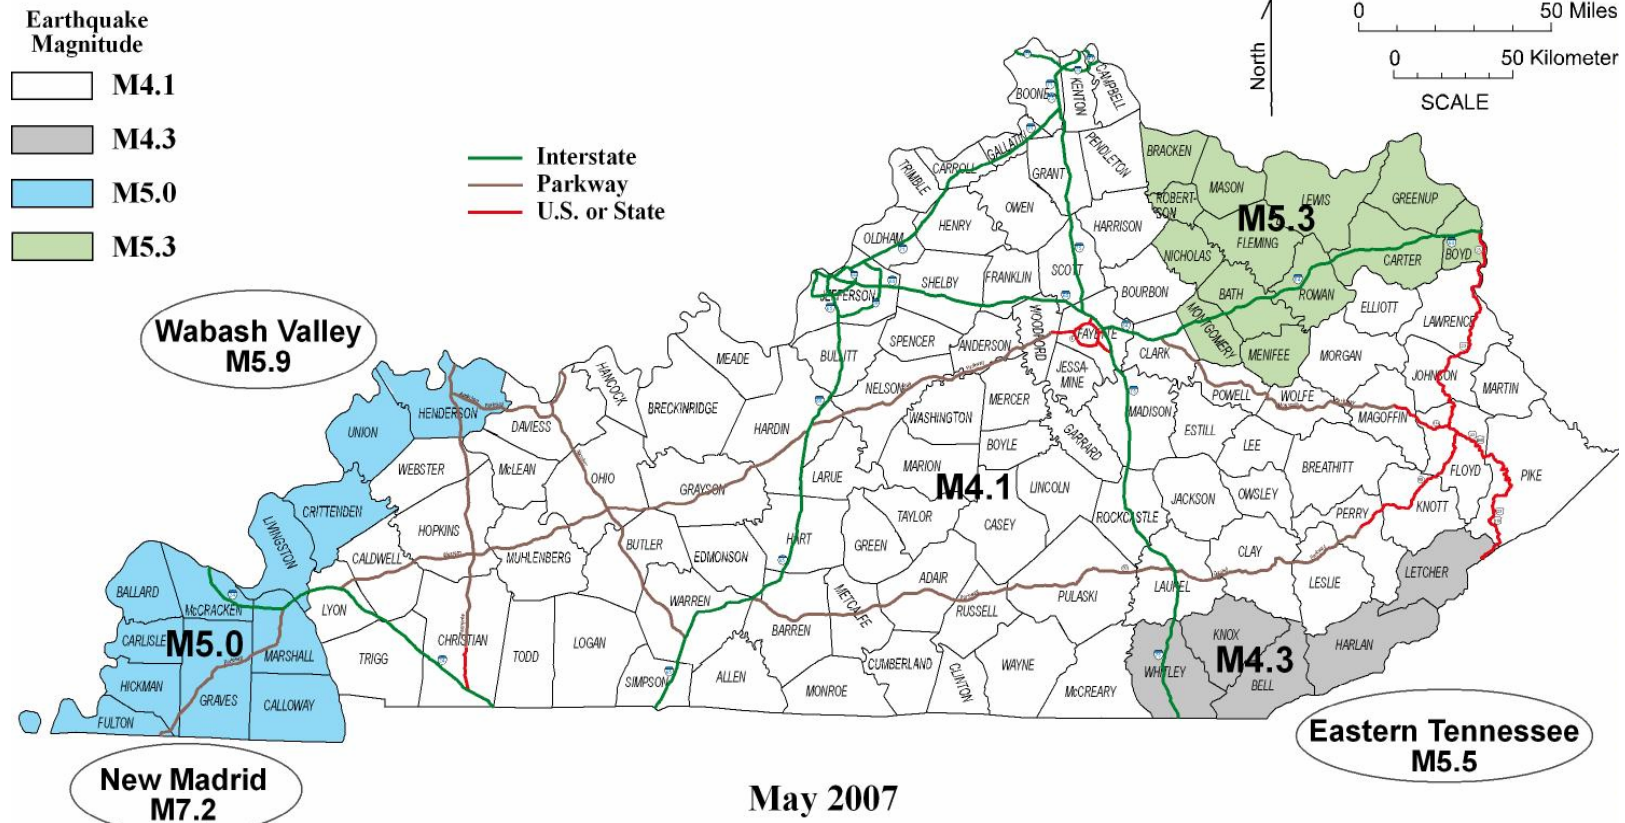 Earthquake
Magnitude
M4.1
M4.3
M5.0
M5.3
Interstate
Parkway
U.S. or State
North
0 50 Miles
0 50 Kilometer
SCALE
Wabash Valley
M5.9
New Madrid
M7.2
Eastern Tennessee
M5.5
May 2007
M5.3
M4.1
M5.0
M4.3
BOONE
KENTON
CAMPBELL
GALLATIN
CARROLL
TRIMBLE
GRANT
PENDLETON
BRACKEN
MASON
ROBERT-
SON
LEWIS
GREENUP
FLEMING
NICHOLAS
CARTER
BOYD
OWEN
HENRY
OLDHAM
HARRISON
SCOTT
FRANKLIN
SHELBY
JEFFERSON
BOURBON
BATH
ROWAN
ELLIOTT
LAWRENCE
MONTGOMERY
MENIFEE
MORGAN
WOODFORD
FAYETTE
CLARK
SPENCER
ANDERSON
BULLITT
MEADE
JESSA-
MINE
NELSON
MERCER
WASHINGTON
MADISON
POWELL
WOLFE
JOHNSON
MARTIN
MAGOFFIN
ESTILL
LEE
BREATHITT
FLOYD
PIKE
HANCOCK
BRECKINRIDGE
HARDIN
HENDERSON
UNION
DAVIESS
WEBSTER
McLEAN
OHIO
GRAYSON
LARUE
MARION
BOYLE
GARRARD
LINCOLN
JACKSON
OWSLEY
PERRY
KNOTT
ROCKCASTLE
CASEY
TAYLOR
GREEN
HART
EDMONSON
BUTLER
MUHLENBERG
HOPKINS
CRITTENDEN
LIVINGSTON
CALDWELL
CLAY
LETCHER
LESLIE
LAUREL
PULASKI
ADAIR
RUSSELL
METCALFE
BARREN
WARREN
LYON
BALLARD
McCRACKEN
CARLISLE
MARSHALL
CHRISTIAN
TRIGG
TODD
LOGAN
SIMPSON
ALLEN
MONROE
CUMBERLAND
CLINTON
WAYNE
McCREARY
WHITLEY
KNOX
BELL
HARLAN
HICKMAN
GRAVES
CALLOWAY
FULTON